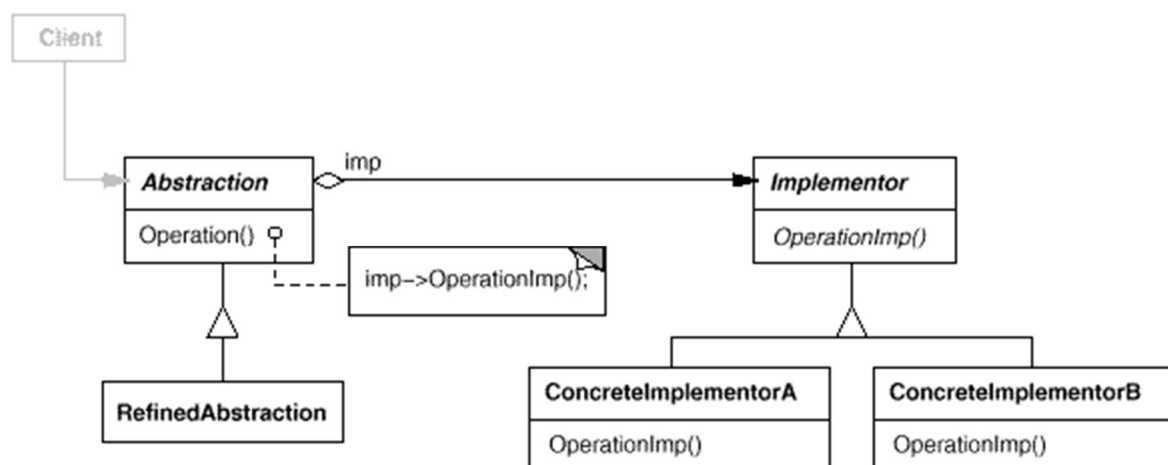 Client
imp
Abstraction
Implementor
Operation()
OperationImp()
imp->OperationImp();
ConcreteImplementorA
ConcreteImplementorB
RefinedAbstraction
OperationImp()
OperationImp()